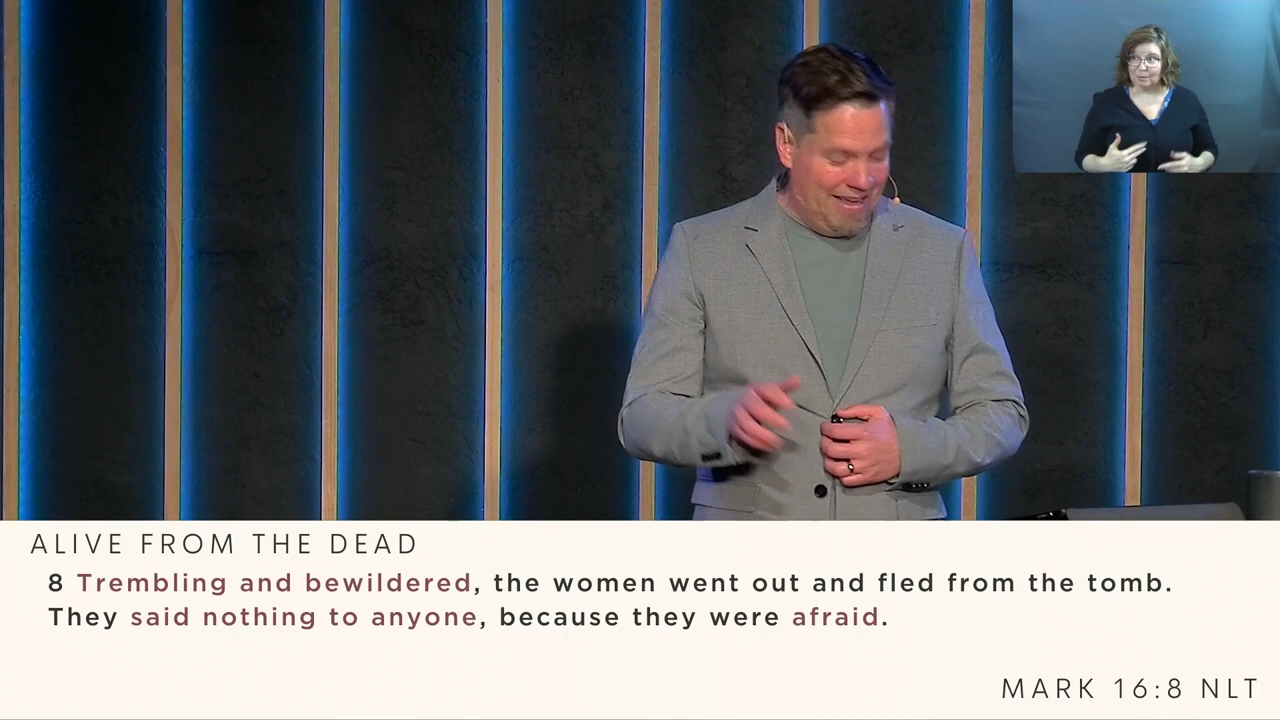 ALIVE FROM THE DEAD
8 Trembling and bewildered, the women went out and fled from the tomb.
They said nothing to anyone, because they were afraid.
MARK 16:8 NLT